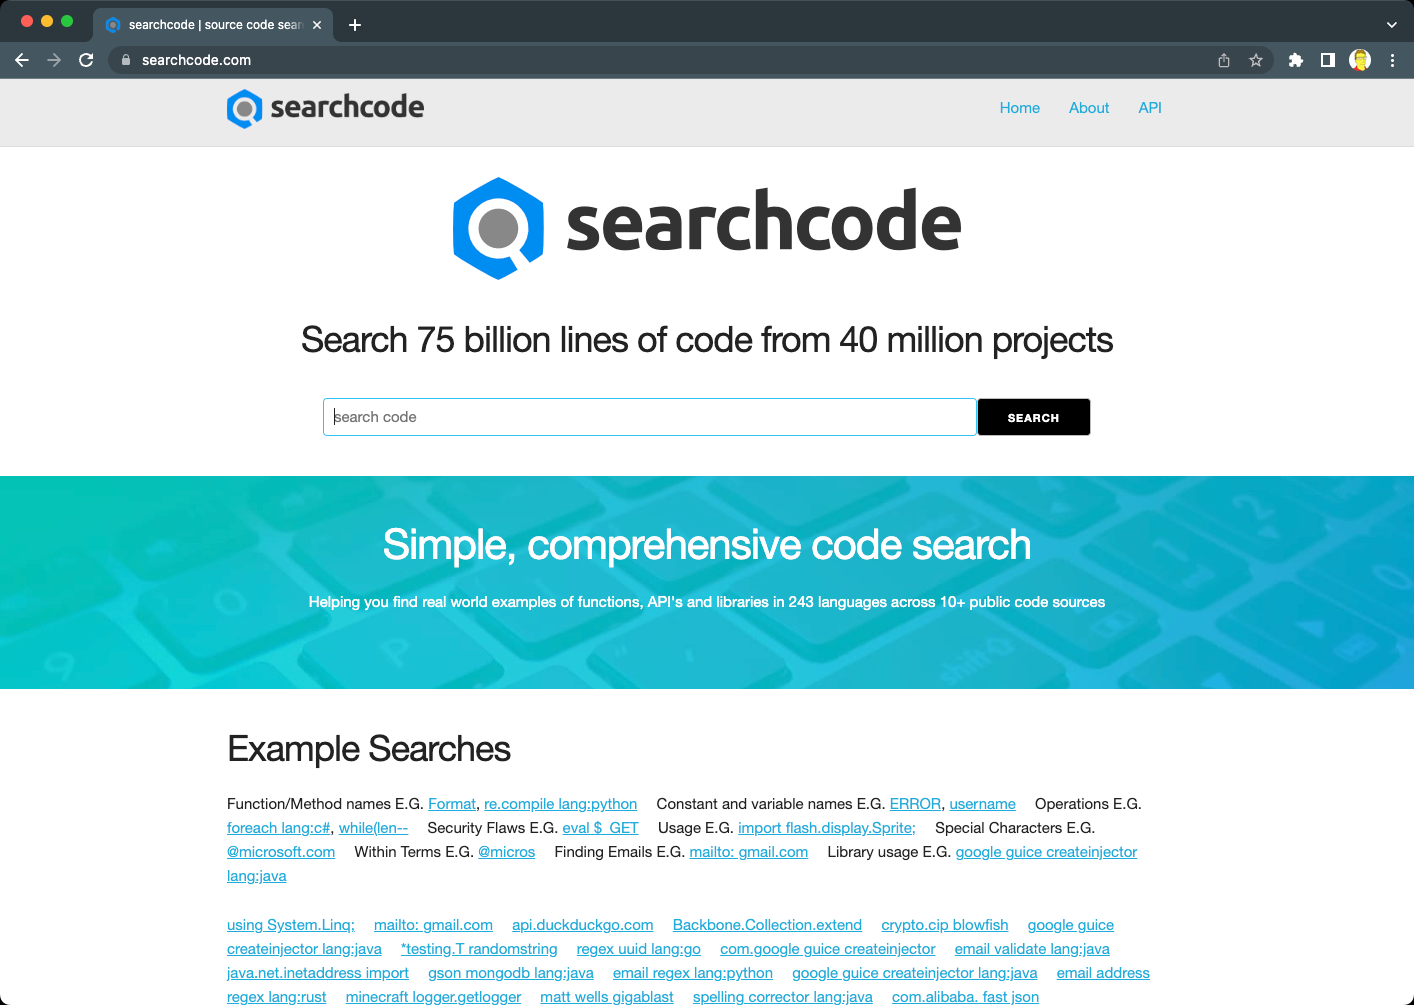 searchcode | source code sear
searchcode.com
searchcode
Home About API
searchcode
Search 75 billion lines of code from 40 million projects
search code
SEARCH
Simple, comprehensive code search
Helping you find real world examples of functions, API's and libraries in 243 languages across 10+ public code sources
Example Searches
Function/Method names E.G. Format, re.compile lang:python Constant and variable names E.G. ERROR, username Operations E.G.
foreach lang:c#, while(len-- Security Flaws E.G. eval $_GET Usage E.G. import flash.display.Sprite; Special Characters E.G.
@microsoft.com Within Terms E.G. @micros Finding Emails E.G. mailto: gmail.com Library usage E.G. google guice createinjector
lang:java
using System.Linq; mailto: gmail.com api.duckduckgo.com Backbone.Collection.extend crypto.cip blowfish google guice
createinjector lang:java *testing.T randomstring regex uuid lang:go com.google guice createinjector email validate lang:java
java.net.inetaddress import gson mongodb lang:java email regex lang:python google guice createinjector lang:java email address
regex lang:rust minecraft logger.getlogger matt wells gigablast spelling corrector lang:java com.alibaba. fast json